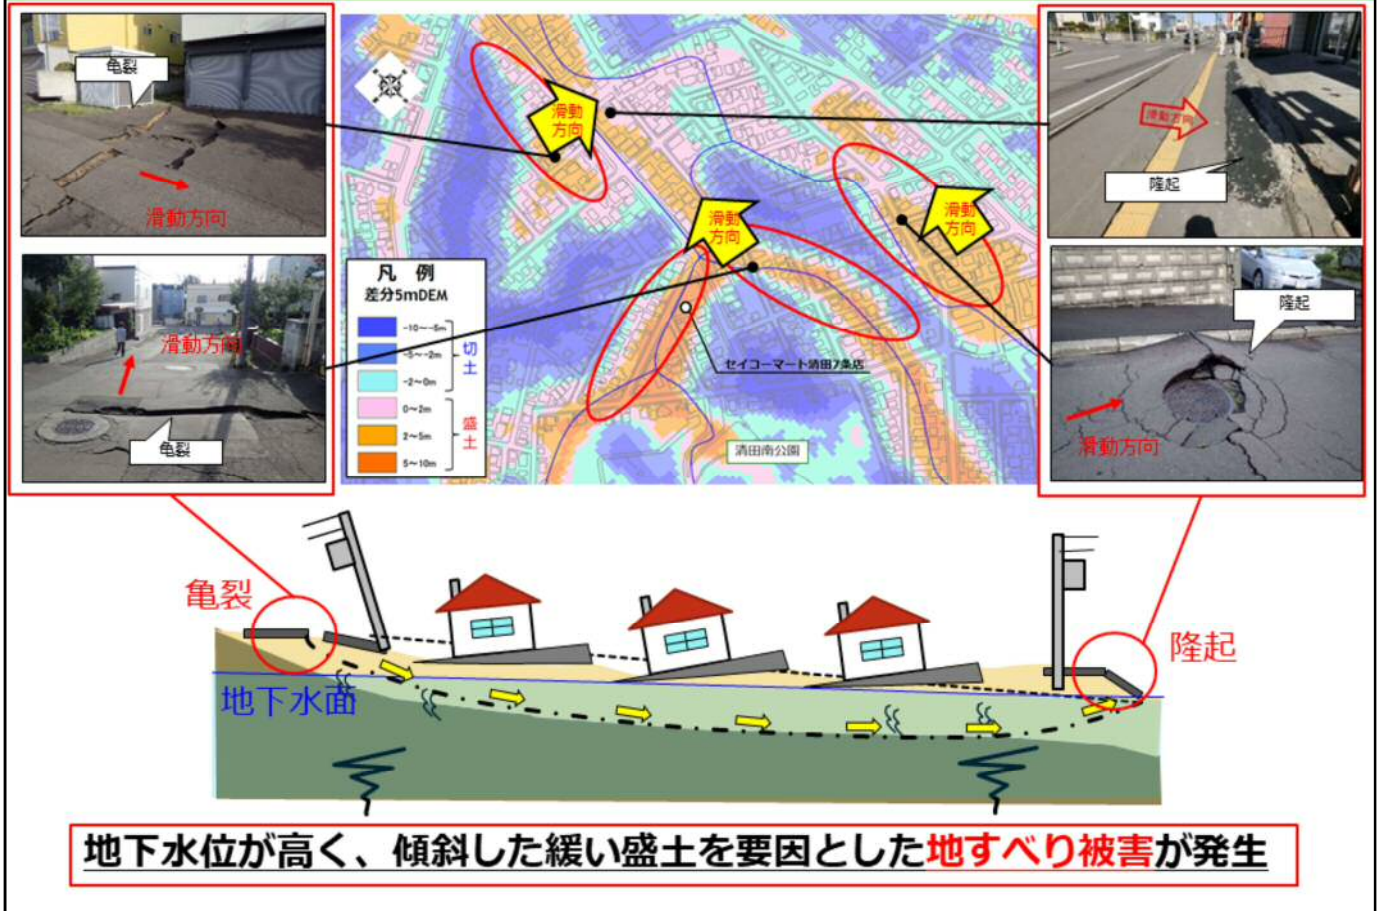 亀裂
滑動方向
滑動方向
亀裂
滑動
方向
滑動
方向
滑動
方向
凡 例
差分5mDEM
-10～-5m
-5～-2m
-2～0m
切土
0～2m
2～5m
5～10m
盛土
セイコーマート清田7条店
清田南公園
滑動方向
隆起
隆起
滑動方向
亀裂
隆起
地下水面
地下水位が高く、傾斜した緩い盛土を要因とした地すべり被害が発生